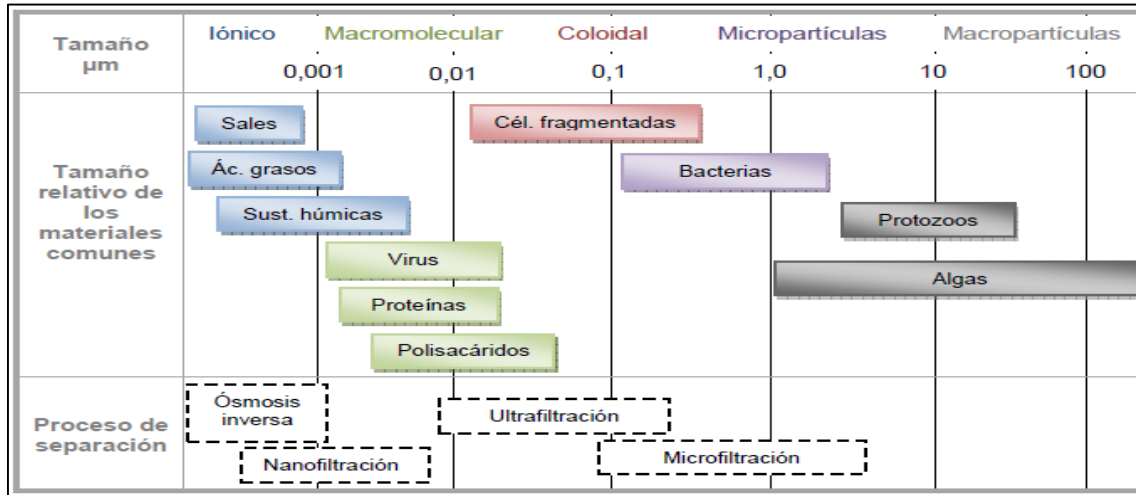 Tamaño
µm
Iónico Macromolecular Coloidal Micropartículas Macropartículas
0,001 0,01 0,1 1,0 10 100
Tamaño
relativo de
los
materiales
comunes
Sales
Cél. fragmentadas
Ác. grasos
Bacterias
Sust. húmicas
Protozoos
Virus
Algas
Proteínas
Polisacáridos
Proceso de
separación
Ósmosis
inversa
Ultrafiltración
Nanofiltración
Microfiltración